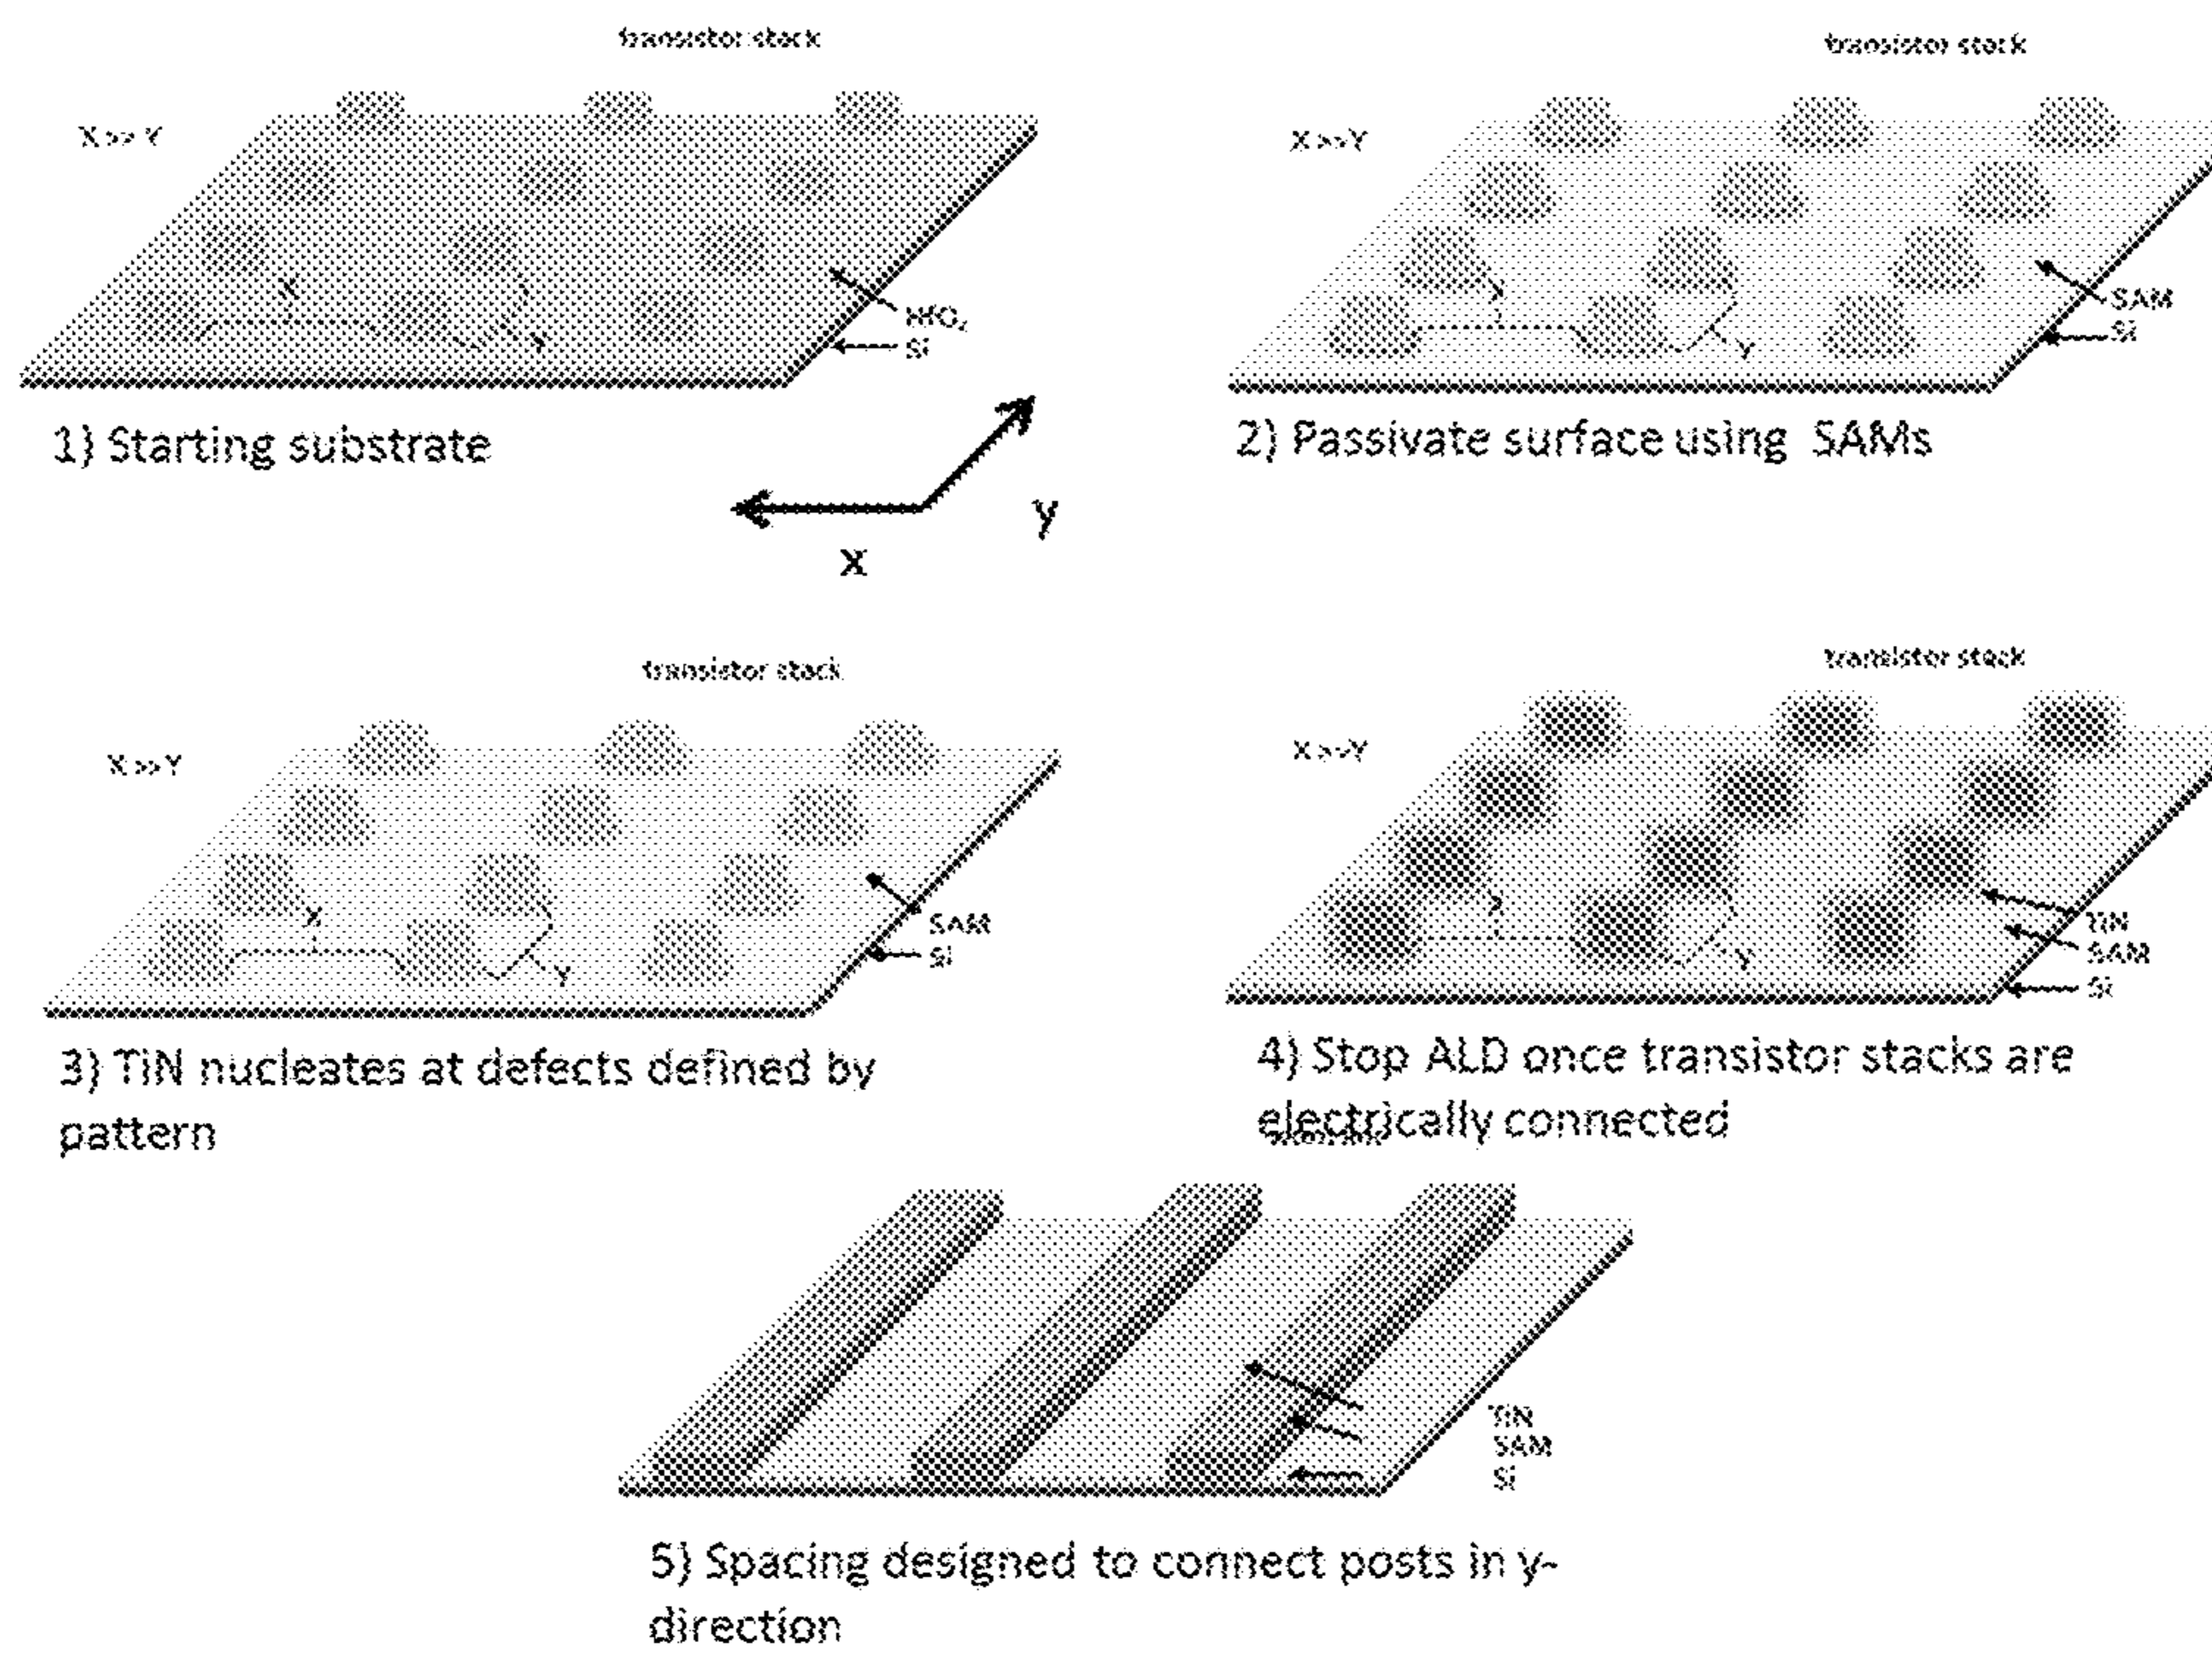 transistor stack
X >> Y
X
Y
HfO₂
Si
1) Starting substrate
transistor stack
X >>Y
X
Y
SAM
Si
2) Passivate surface using SAMs
x
y
transistor stack
X >>Y
X
Y
SAM
Si
3) TiN nucleates at defects defined by
pattern
transistor stack
X >>Y
X
Y
TiN
SAM
Si
4) Stop ALD once transistor stacks are
electrically connected
TiN
SAM
Si
5) Spacing designed to connect posts in y-
direction